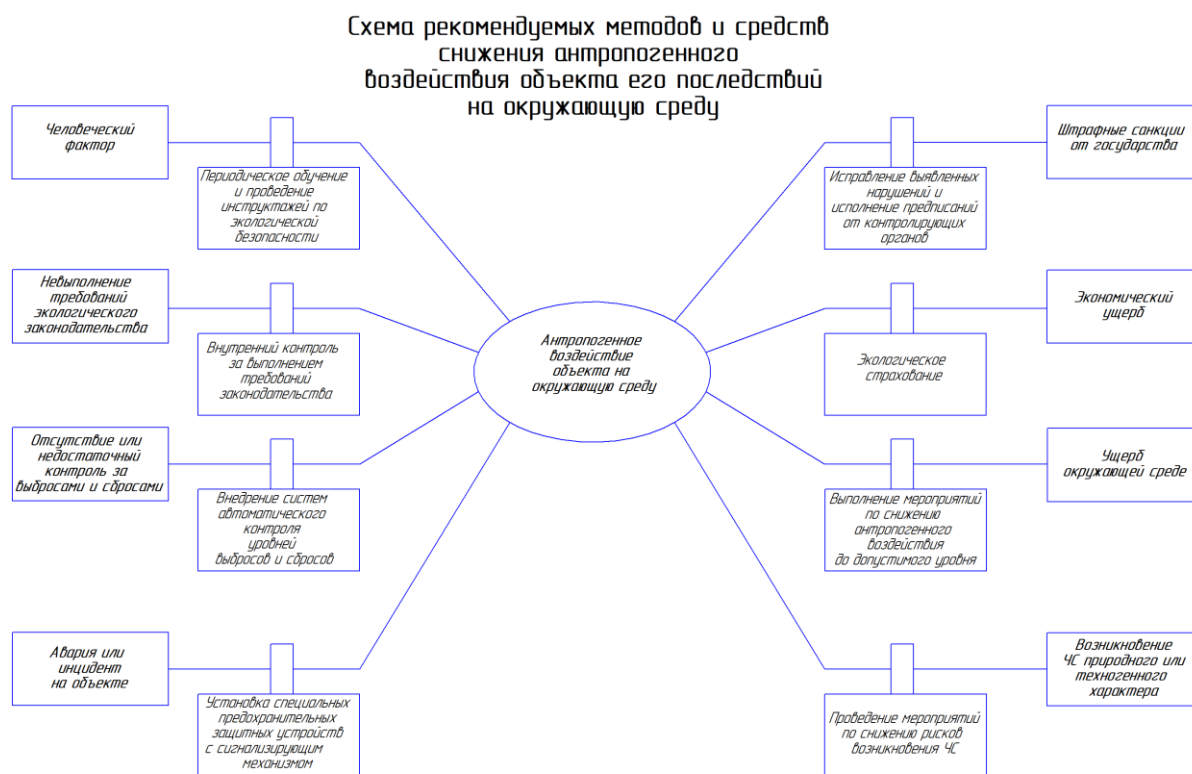 Схема рекомендуемых методов и средств
снижения антропогенного
воздействия объекта его последствий
на окружающую среду
Человеческий
фактор
Периодическое обучение
и проведение
инструктажей по
экологической
безопасности
Невыполнение
требований
экологического
законодательства
Внутренний контроль
за выполнением
требований
законодательства
Отсутствие или
недостаточный
контроль за
выбросами и сбросами
Внедрение систем
автоматического
контроля
уровней
выбросов и сбросов
Авария или
инцидент
на объекте
Установка специальных
предохранительных
защитных устройств
с сигнализирующим
механизмом
Антропогенное
воздействие
объекта на
окружающую среду
Штрафные санкции
от государства
Исправление выявленных
нарушений и
исполнение предписаний
от контролирующих
органов
Экономический
ущерб
Экологическое
страхование
Ущерб
окружающей среде
Выполнение мероприятий
по снижению
антропогенного
воздействия
до допустимого уровня
Возникновение
ЧС природного или
техногенного
характера
Проведение мероприятий
по снижению рисков
возникновения ЧС